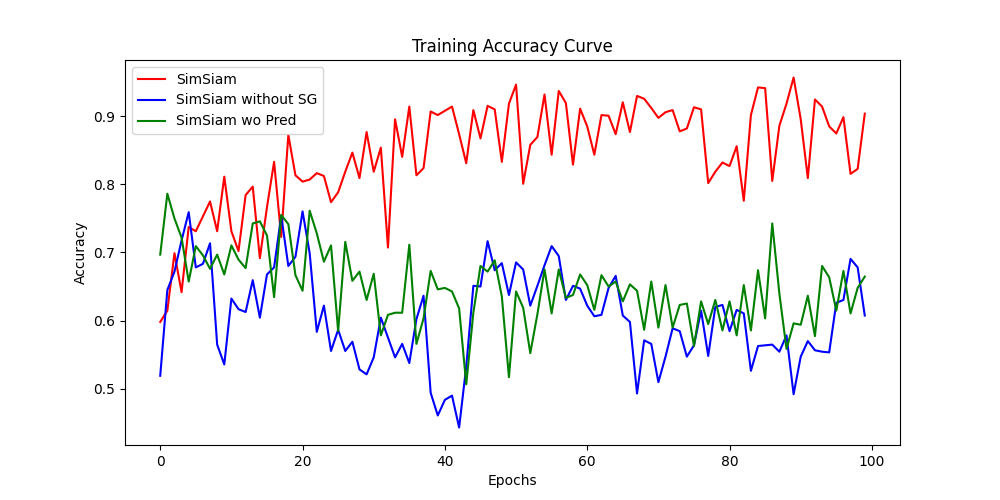 Training Accuracy Curve
SimSiam
SimSiam without SG
SimSiam wo Pred
Accuracy
0.9
0.8
0.7
0.6
0.5
0 20 40 60 80 100
Epochs